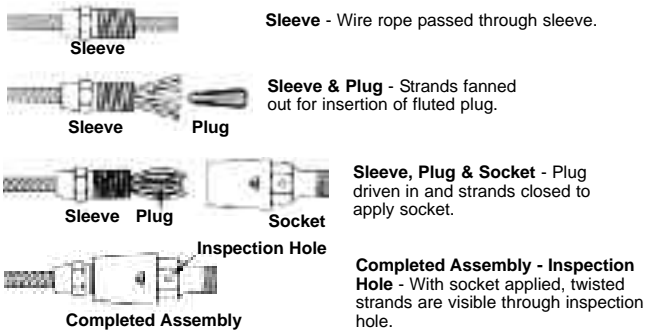 Sleeve - Wire rope passed through sleeve.
Sleeve
Sleeve & Plug - Strands fanned
out for insertion of fluted plug.
Sleeve Plug
Sleeve, Plug & Socket - Plug
driven in and strands closed to
apply socket.
Sleeve Plug Socket
Inspection Hole
Completed Assembly - Inspection
Hole - With socket applied, twisted
strands are visible through inspection
hole.
Completed Assembly